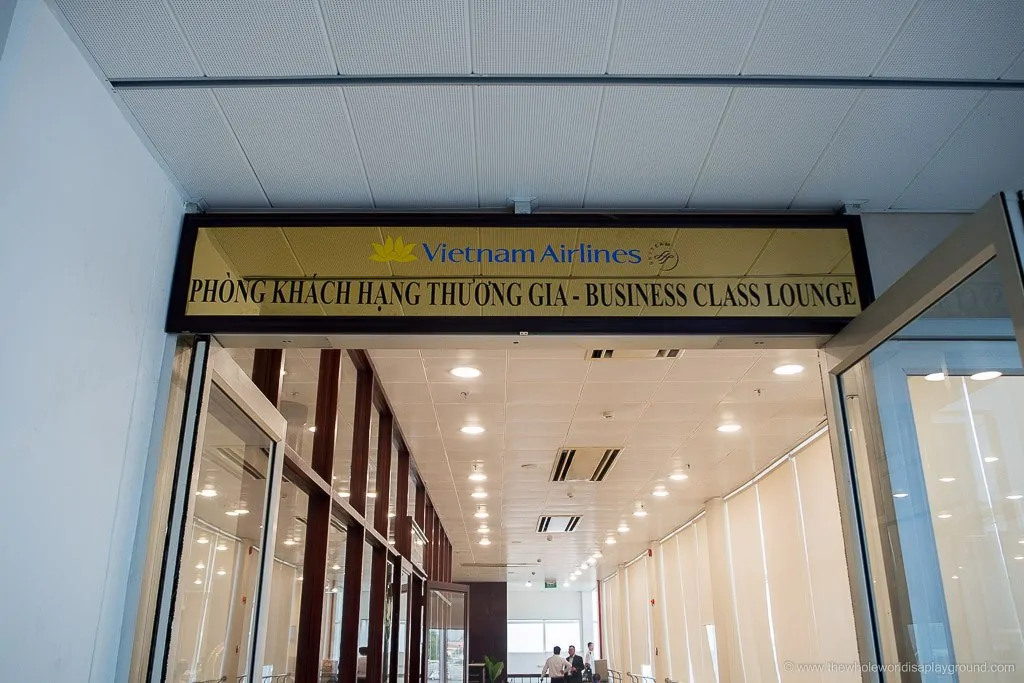 Vietnam Airlines
PHÒNG KHÁCH HẠNG THƯƠNG GIA - BUSINESS CLASS LOUNGE
© www.thewholeworldisaplayground.com